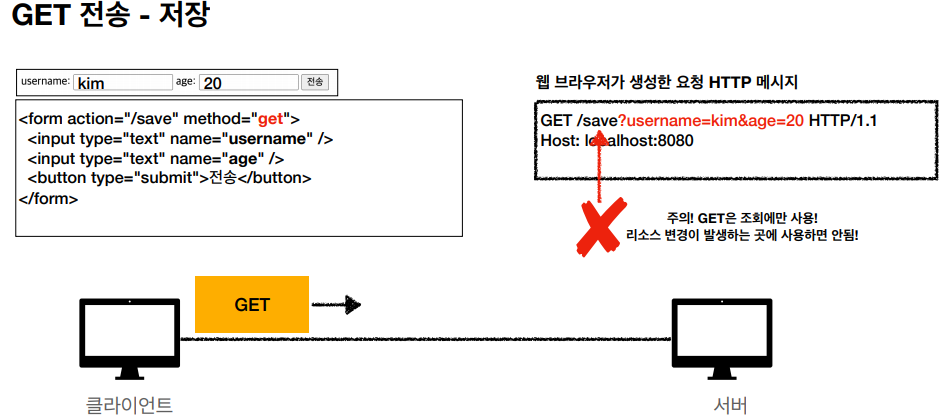 GET 전송 - 저장
username: kim age: 20 전송
<form action="/save" method="get">
<input type="text" name="username" />
<input type="text" name="age" />
<button type="submit">전송</button>
</form>
웹 브라우저가 생성한 요청 HTTP 메시지
GET /save?username=kim&age=20 HTTP/1.1
Host: localhost:8080
주의! GET은 조회에만 사용!
리소스 변경이 발생하는 곳에 사용하면 안됨!
GET
클라이언트
서버